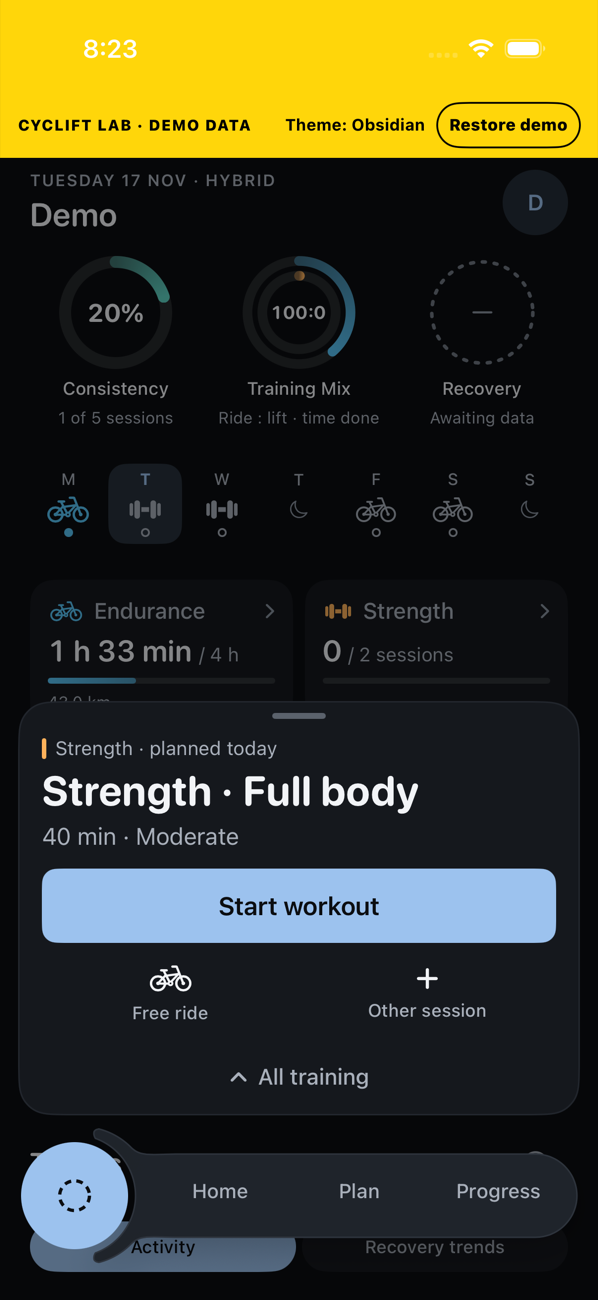 8:23
CYCLIFT LAB · DEMO DATA Theme: Obsidian Restore demo
TUESDAY 17 NOV · HYBRID
Demo
D
20% 100:0 —
Consistency Training Mix Recovery
1 of 5 sessions Ride : lift · time done Awaiting data
M T W T F S S
Endurance Strength
1 h 33 min / 4 h 0 / 2 sessions
Strength · planned today
Strength · Full body
40 min · Moderate
Start workout
Free ride Other session
All training
Home Plan Progress
Activity Recovery trends